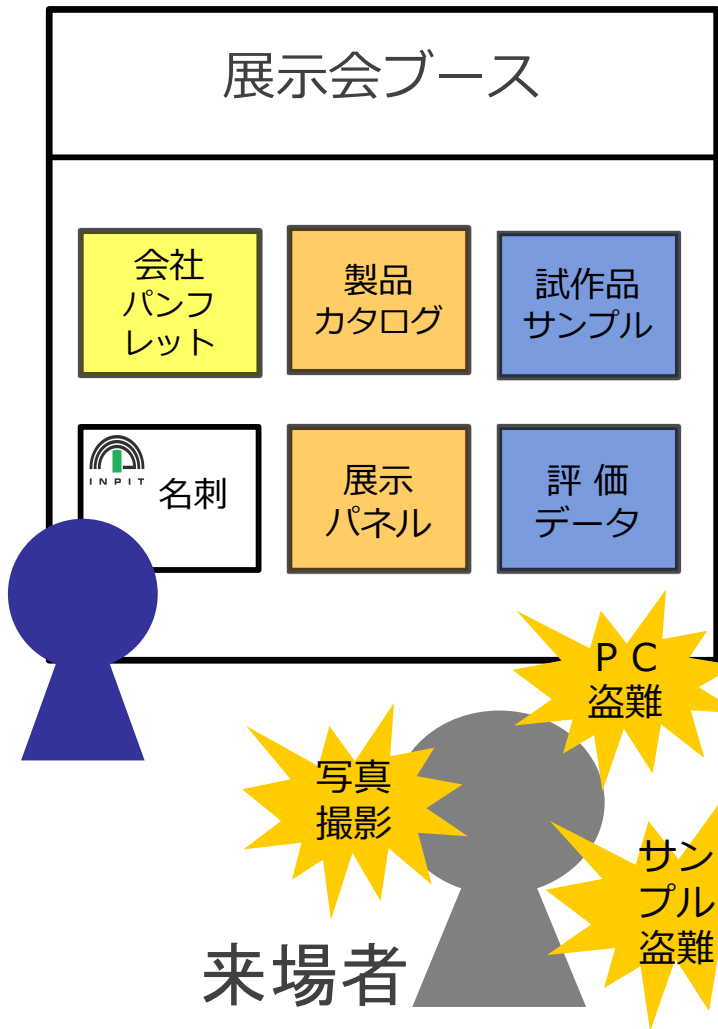 展示会ブース
会社
パンフ
レット
製品
カタログ
試作品
サンプル
INPIT
名刺
展示
パネル
評 価
データ
ＰＣ
盗難
写真
撮影
サン
プル
盗難
来場者